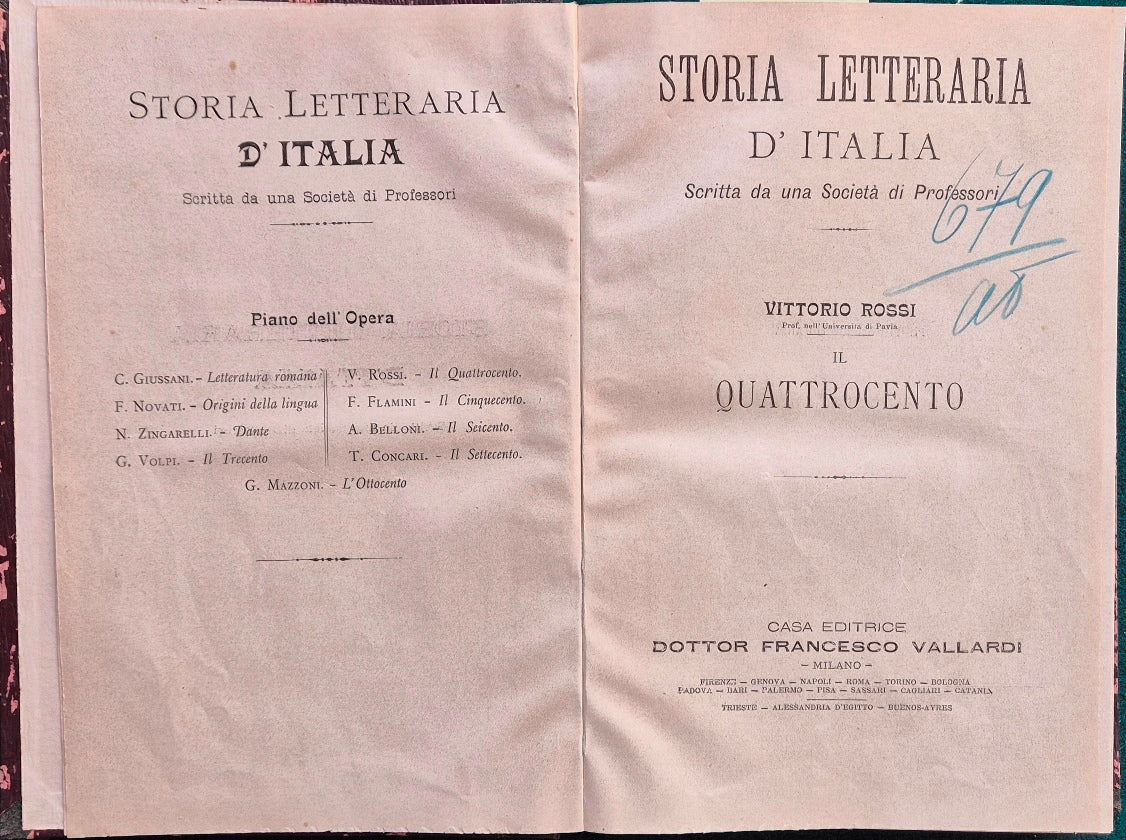 STORIA LETTERARIA
D' ITALIA
Scritta da una Società di Professori
Piano dell' Opera
C. GIUSSANI. – Letteratura romana
F. NOVATI. – Origini della lingua
N. ZINGARELLI. – Dante
G. VOLPI. – Il Trecento
V. ROSSI. – Il Quattrocento.
F. FLAMINI – Il Cinquecento.
A. BELLONI. – Il Seicento.
T. CONCARI. – Il Settecento.
G. MAZZONI. – L'Ottocento
STORIA LETTERARIA
D' ITALIA
Scritta da una Società di Professori
679
VITTORIO ROSSI
Prof. nell'Università di Pavia
IL
QUATTROCENTO
CASA EDITRICE
DOTTOR FRANCESCO VALLARDI
– MILANO –
FIRENZE – GENOVA – NAPOLI – ROMA – TORINO – BOLOGNA
PADOVA – BARI – PALERMO – PISA – SASSARI – CAGLIARI – CATANIA
TRIESTE – ALESSANDRIA D'EGITTO – BUENOS-AYRES